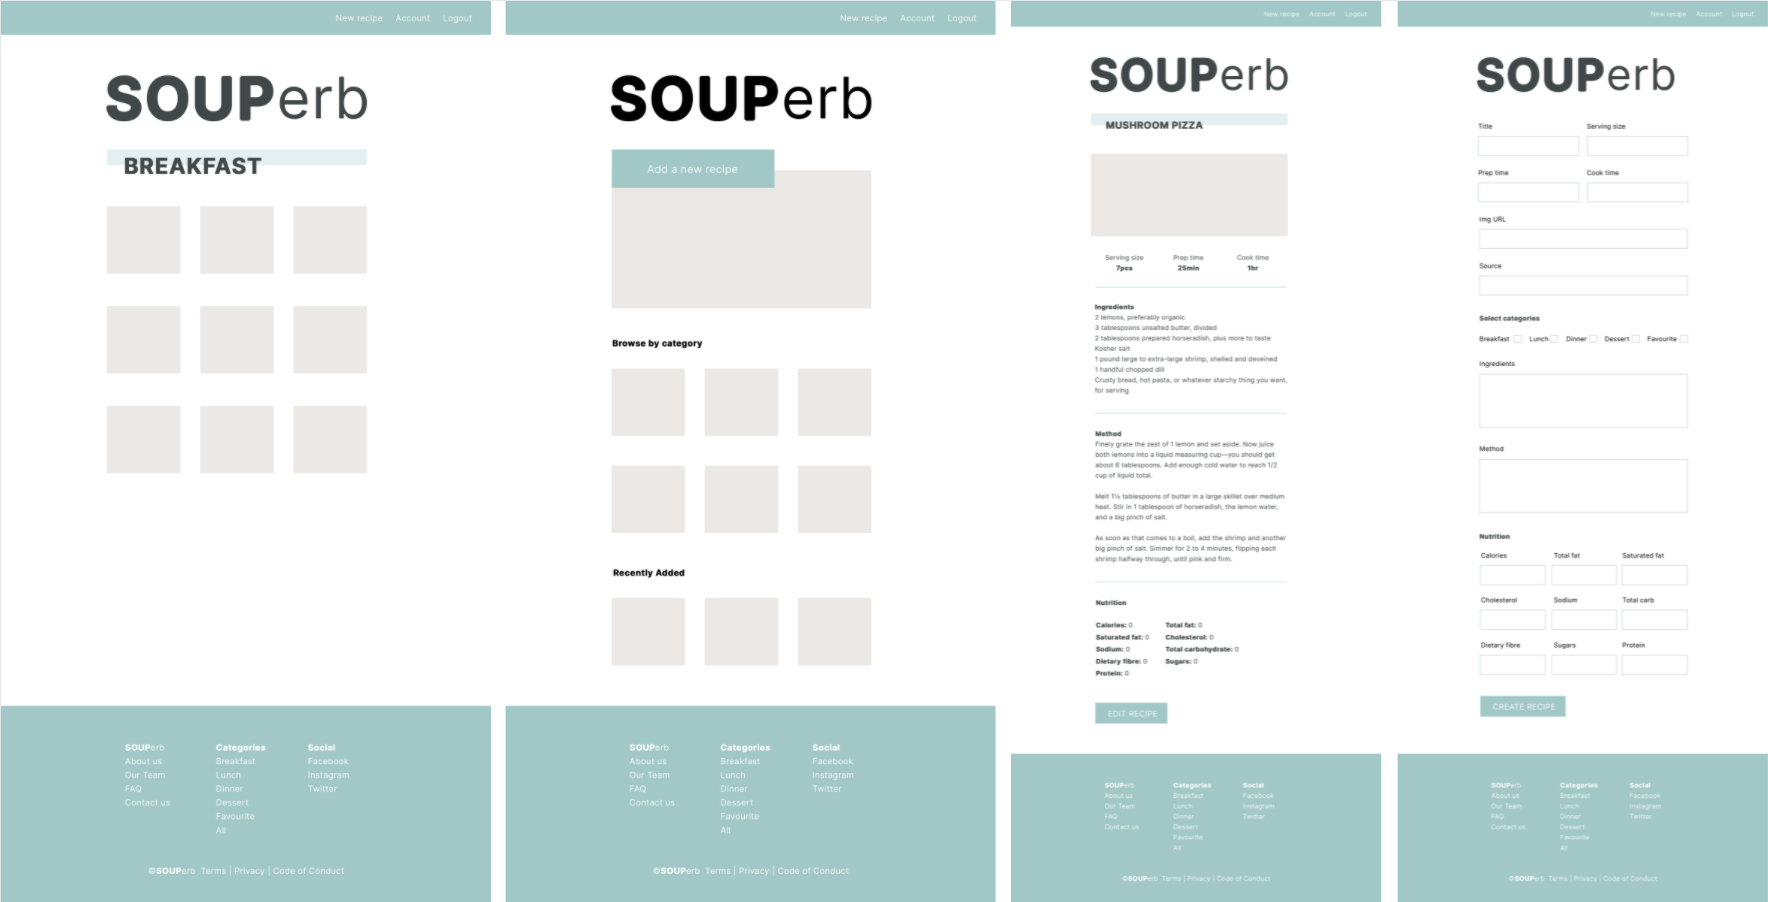 New recipe Account Logout
SOUPerb
BREAKFAST
SOUPerb Categories Social
About us Breakfast Facebook
Our Team Lunch Instagram
FAQ Dinner Twitter
Contact us Dessert
Favourite
All
©SOUPerb Terms | Privacy | Code of Conduct
New recipe Account Logout
SOUPerb
Add a new recipe
Browse by category
Recently Added
SOUPerb Categories Social
About us Breakfast Facebook
Our Team Lunch Instagram
FAQ Dinner Twitter
Contact us Dessert
Favourite
All
©SOUPerb Terms | Privacy | Code of Conduct
New recipe Account Logout
SOUPerb
MUSHROOM PIZZA
Serving size Prep time Cook time
7pcs 25min 1hr
Ingredients
2 lemons, preferably organic
3 tablespoons unsalted butter, divided
2 tablespoons prepared horseradish, plus more to taste
Kosher salt
1 pound large to extra-large shrimp, shelled and deveined
1 handful chopped dill
Crusty bread, hot pasta, or whatever starchy thing you want,
for serving
Method
Finely grate the zest of 1 lemon and set aside. Now juice
both lemons into a liquid measuring cup—you should get
about 6 tablespoons. Add enough cold water to reach 1/2
cup of liquid total.
Melt 1½ tablespoons of butter in a large skillet over medium
heat. Stir in 1 tablespoon of horseradish, the lemon water,
and a big pinch of salt.
As soon as that comes to a boil, add the shrimp and another
big pinch of salt. Simmer for 2 to 4 minutes, flipping each
shrimp halfway through, until pink and firm.
Nutrition
Calories: 0 Total fat: 0
Saturated fat: 0 Cholesterol: 0
Sodium: 0 Total carbohydrate: 0
Dietary fibre: 0 Sugars: 0
Protein: 0
EDIT RECIPE
SOUPerb Categories Social
About us Breakfast Facebook
Our Team Lunch Instagram
FAQ Dinner Twitter
Contact us Dessert
Favourite
All
©SOUPerb Terms | Privacy | Code of Conduct
New recipe Account Logout
SOUPerb
Title Serving size
Prep time Cook time
Img URL
Source
Select categories
Breakfast Lunch Dinner Dessert Favourite
Ingredients
Method
Nutrition
Calories Total fat Saturated fat
Cholesterol Sodium Total carb
Dietary fibre Sugars Protein
CREATE RECIPE
SOUPerb Categories Social
About us Breakfast Facebook
Our Team Lunch Instagram
FAQ Dinner Twitter
Contact us Dessert
Favourite
All
©SOUPerb Terms | Privacy | Code of Conduct